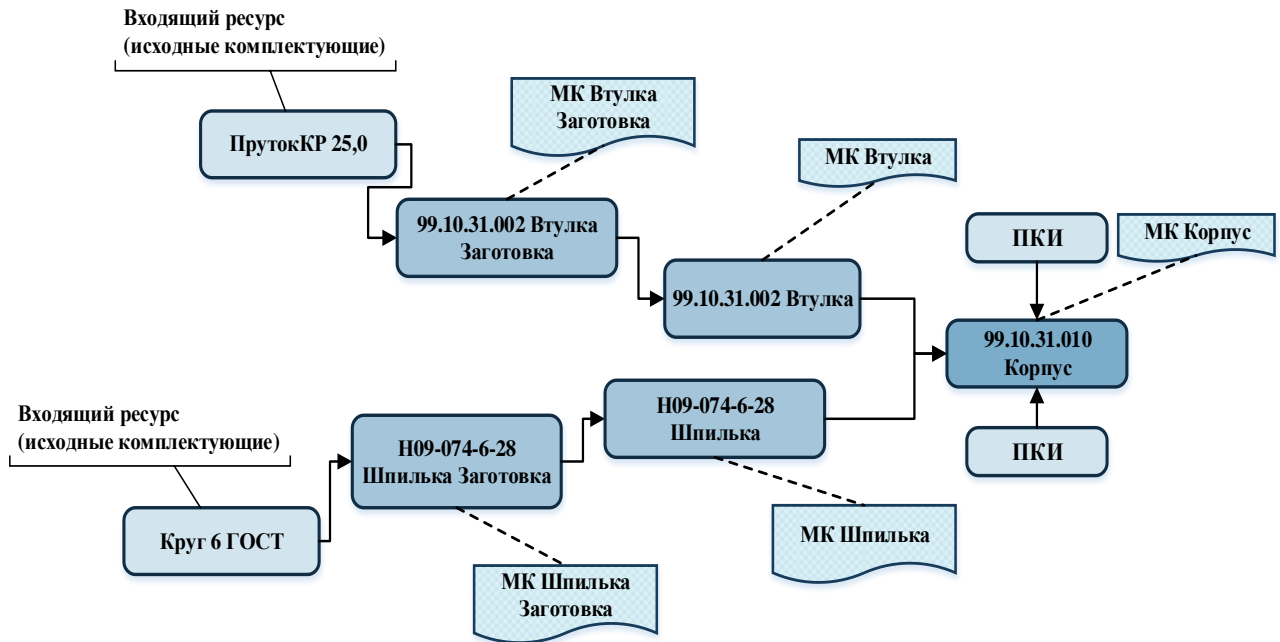 Входящий ресурс
(исходные комплектующие)
ПрутокКР 25,0
МК Втулка
Заготовка
МК Втулка
99.10.31.002 Втулка
Заготовка
99.10.31.002 Втулка
ПКИ
МК Корпус
99.10.31.010
Корпус
ПКИ
Входящий ресурс
(исходные комплектующие)
Н09-074-6-28
Шпилька Заготовка
Н09-074-6-28
Шпилька
Круг 6 ГОСТ
МК Шпилька
МК Шпилька
Заготовка